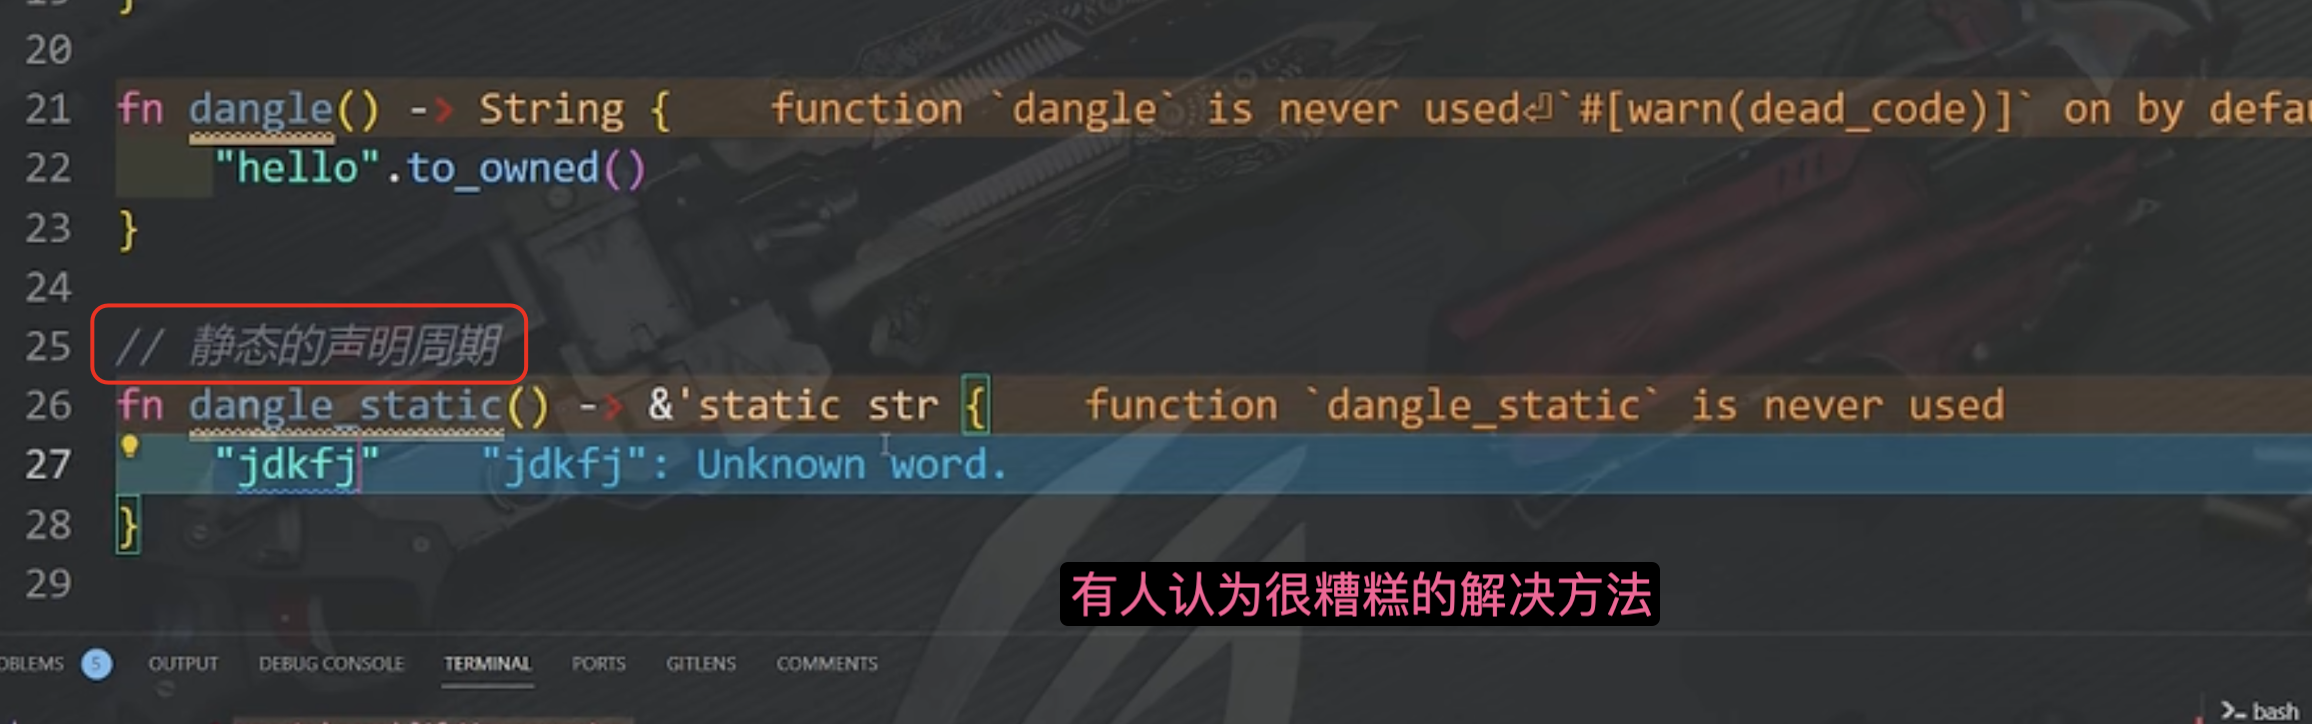 20
21 fn dangle() -> String { function `dangle` is never used⏎`#[warn(dead_code)]` on by defau
22 "hello".to_owned()
23 }
24
25 // 静态的声明周期
26 fn dangle_static() -> &'static str { function `dangle_static` is never used
27 "jdkfj" "jdkfj": Unknown word.
28 }
29
有人认为很糟糕的解决方法
OBLEMS 5 OUTPUT DEBUG CONSOLE TERMINAL PORTS GITLENS COMMENTS
bash